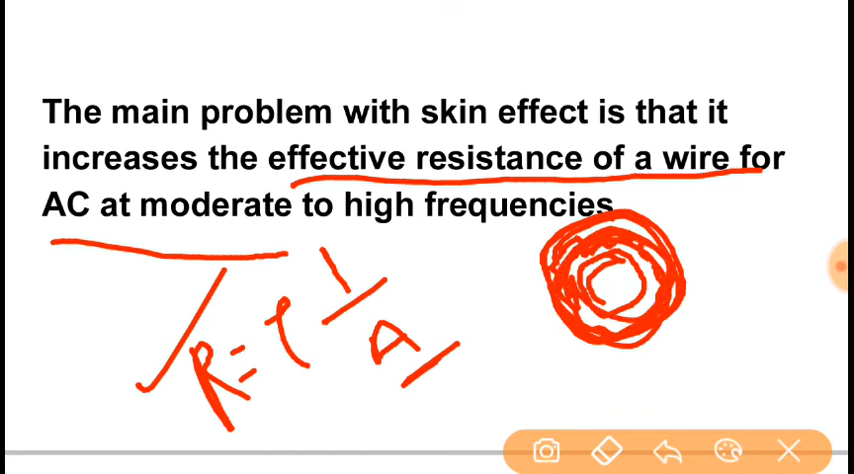 The main problem with skin effect is that it
increases the effective resistance of a wire for
AC at moderate to high frequencies
R = ρ l / A